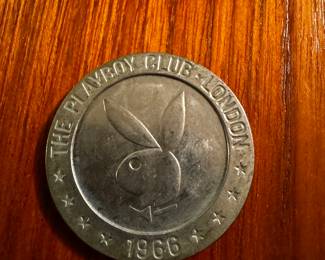 THE PLAYBOY CLUB · LONDON
1966